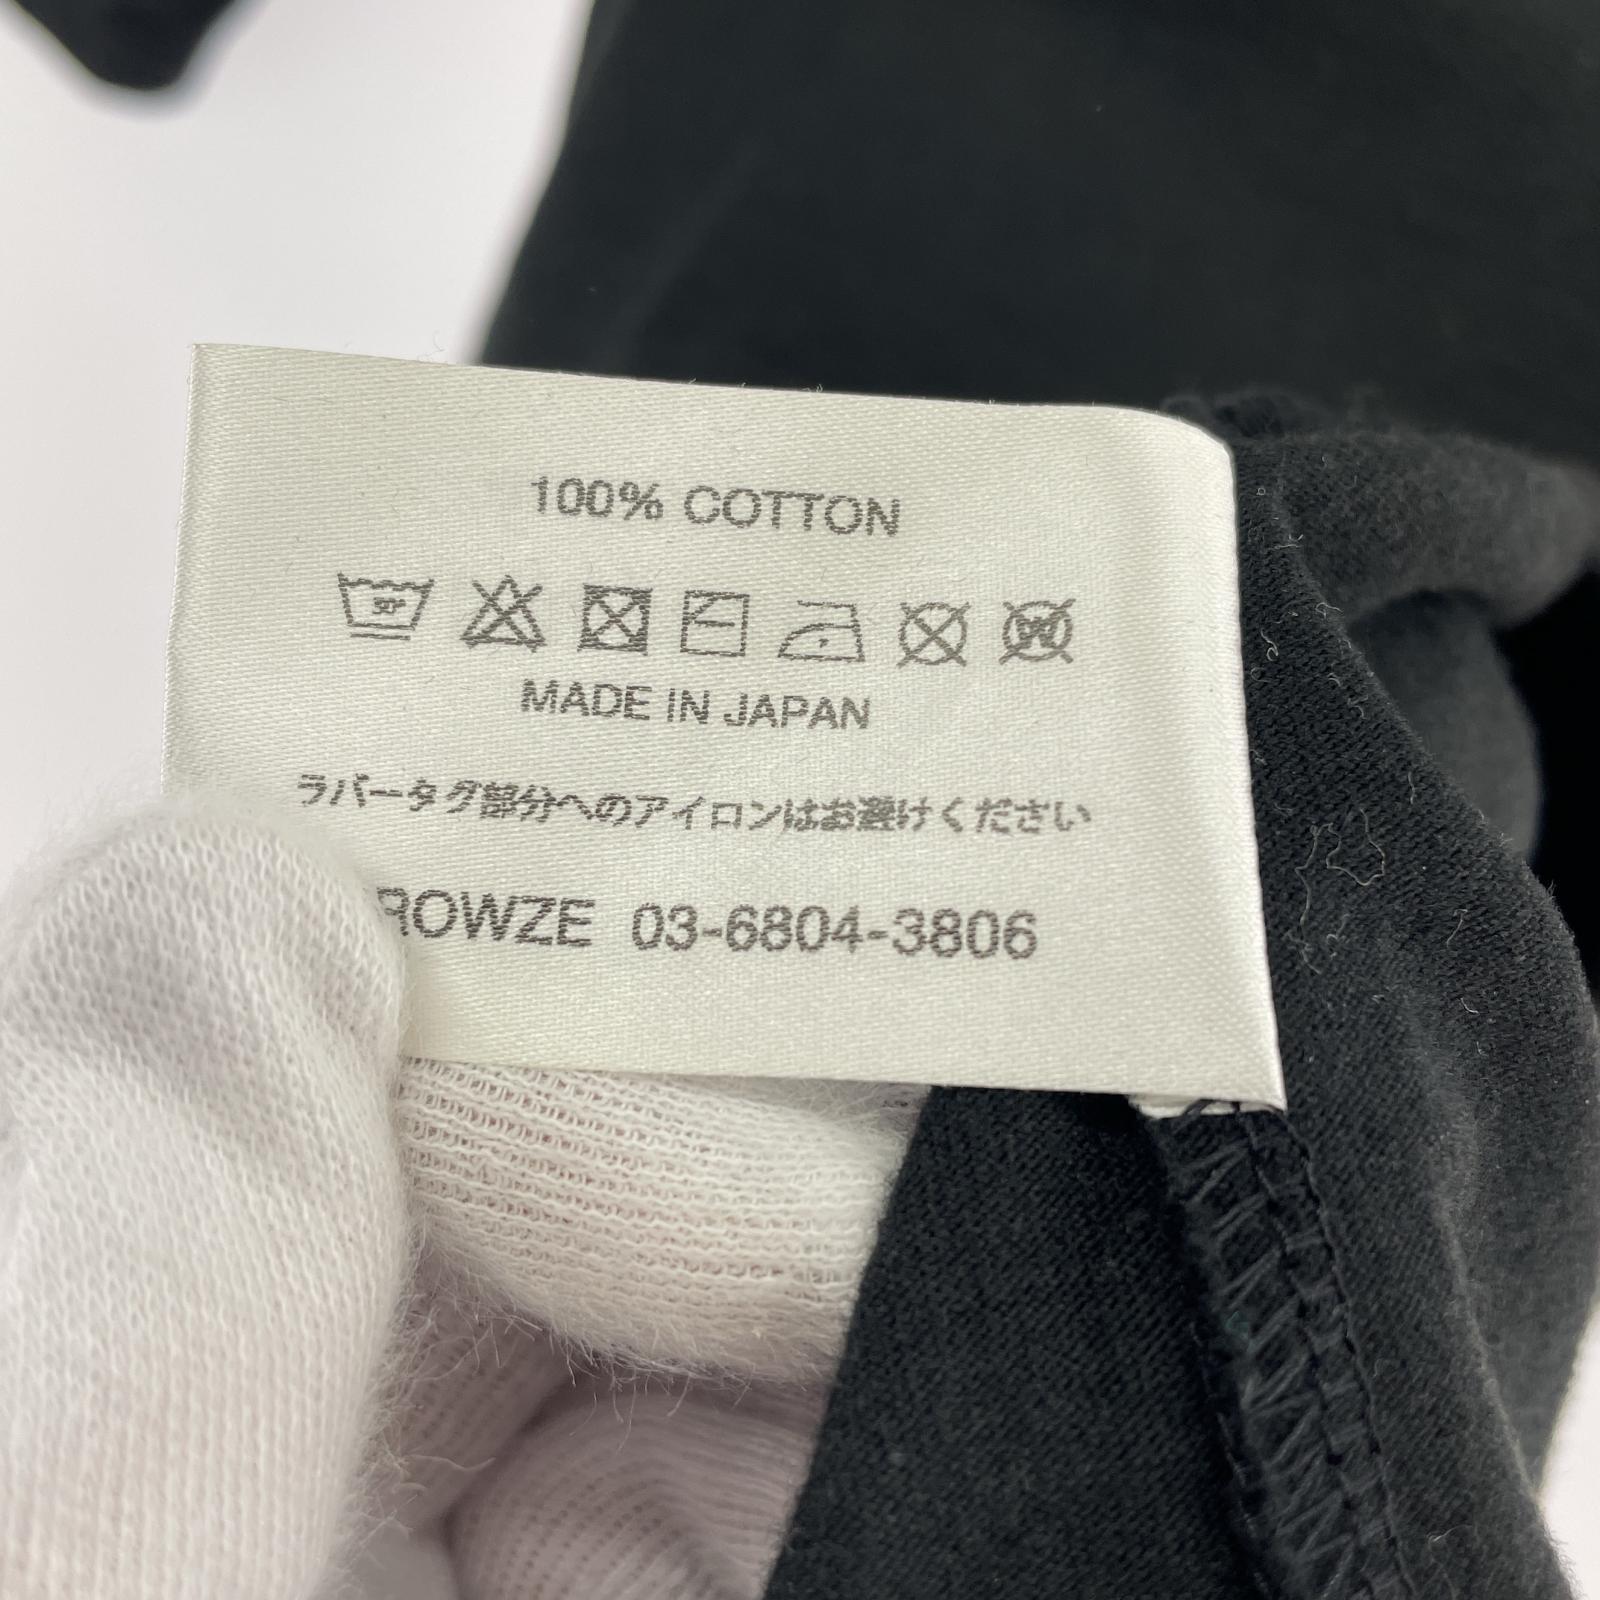 100% COTTON
MADE IN JAPAN
ラバータグ部分へのアイロンはお避けください
03-6804-3806